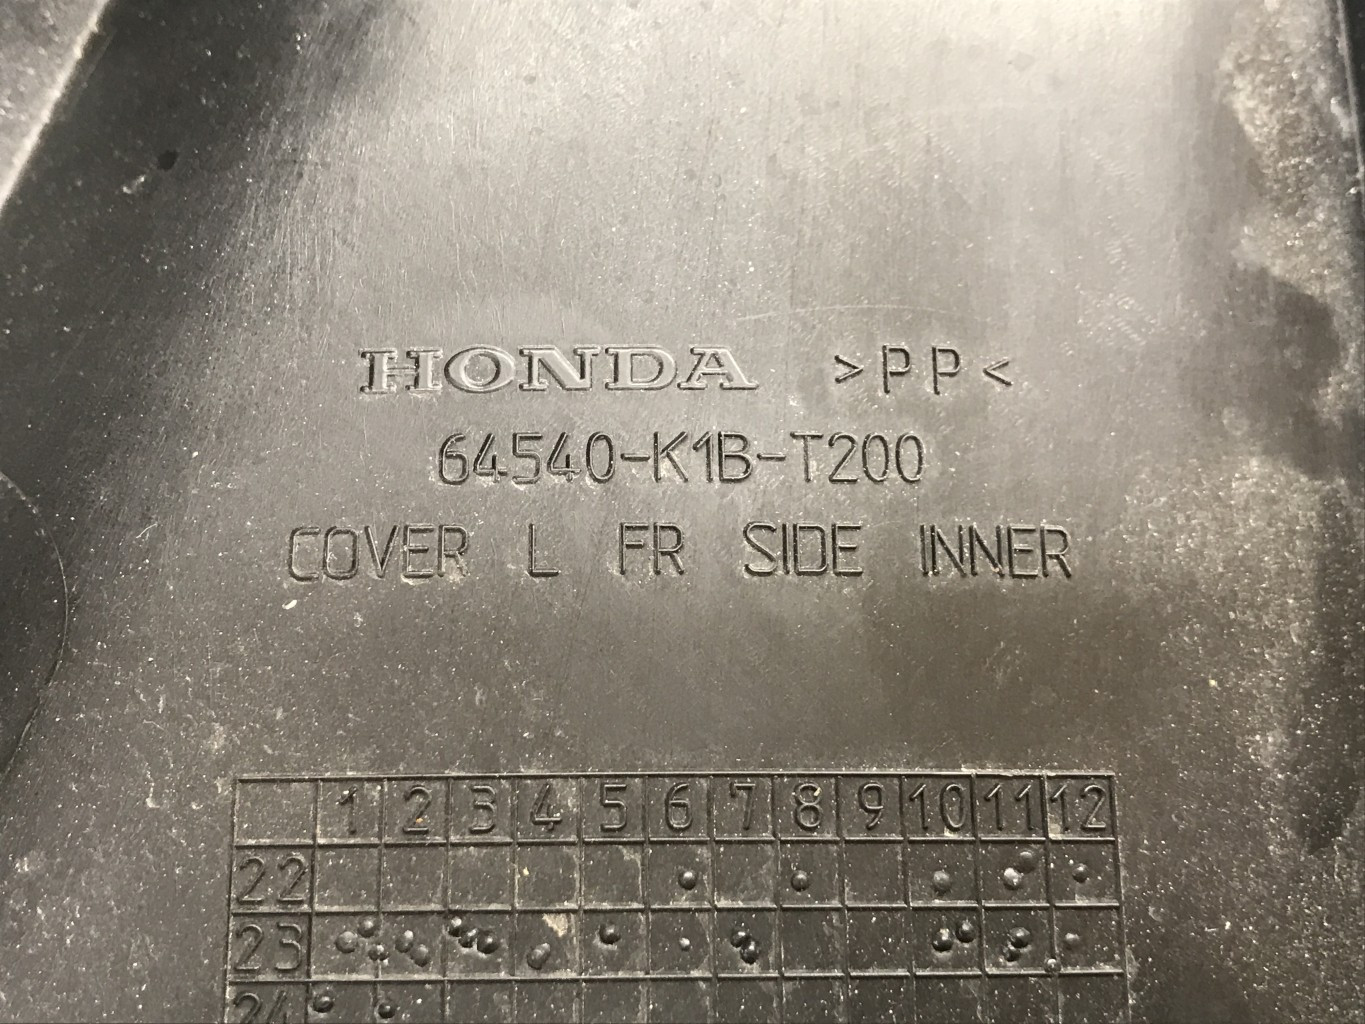 HONDA >PP<
64540-K1B-T200
COVER L FR SIDE INNER
1 2 3 4 5 6 7 8 9 10 11 12
22
23
24